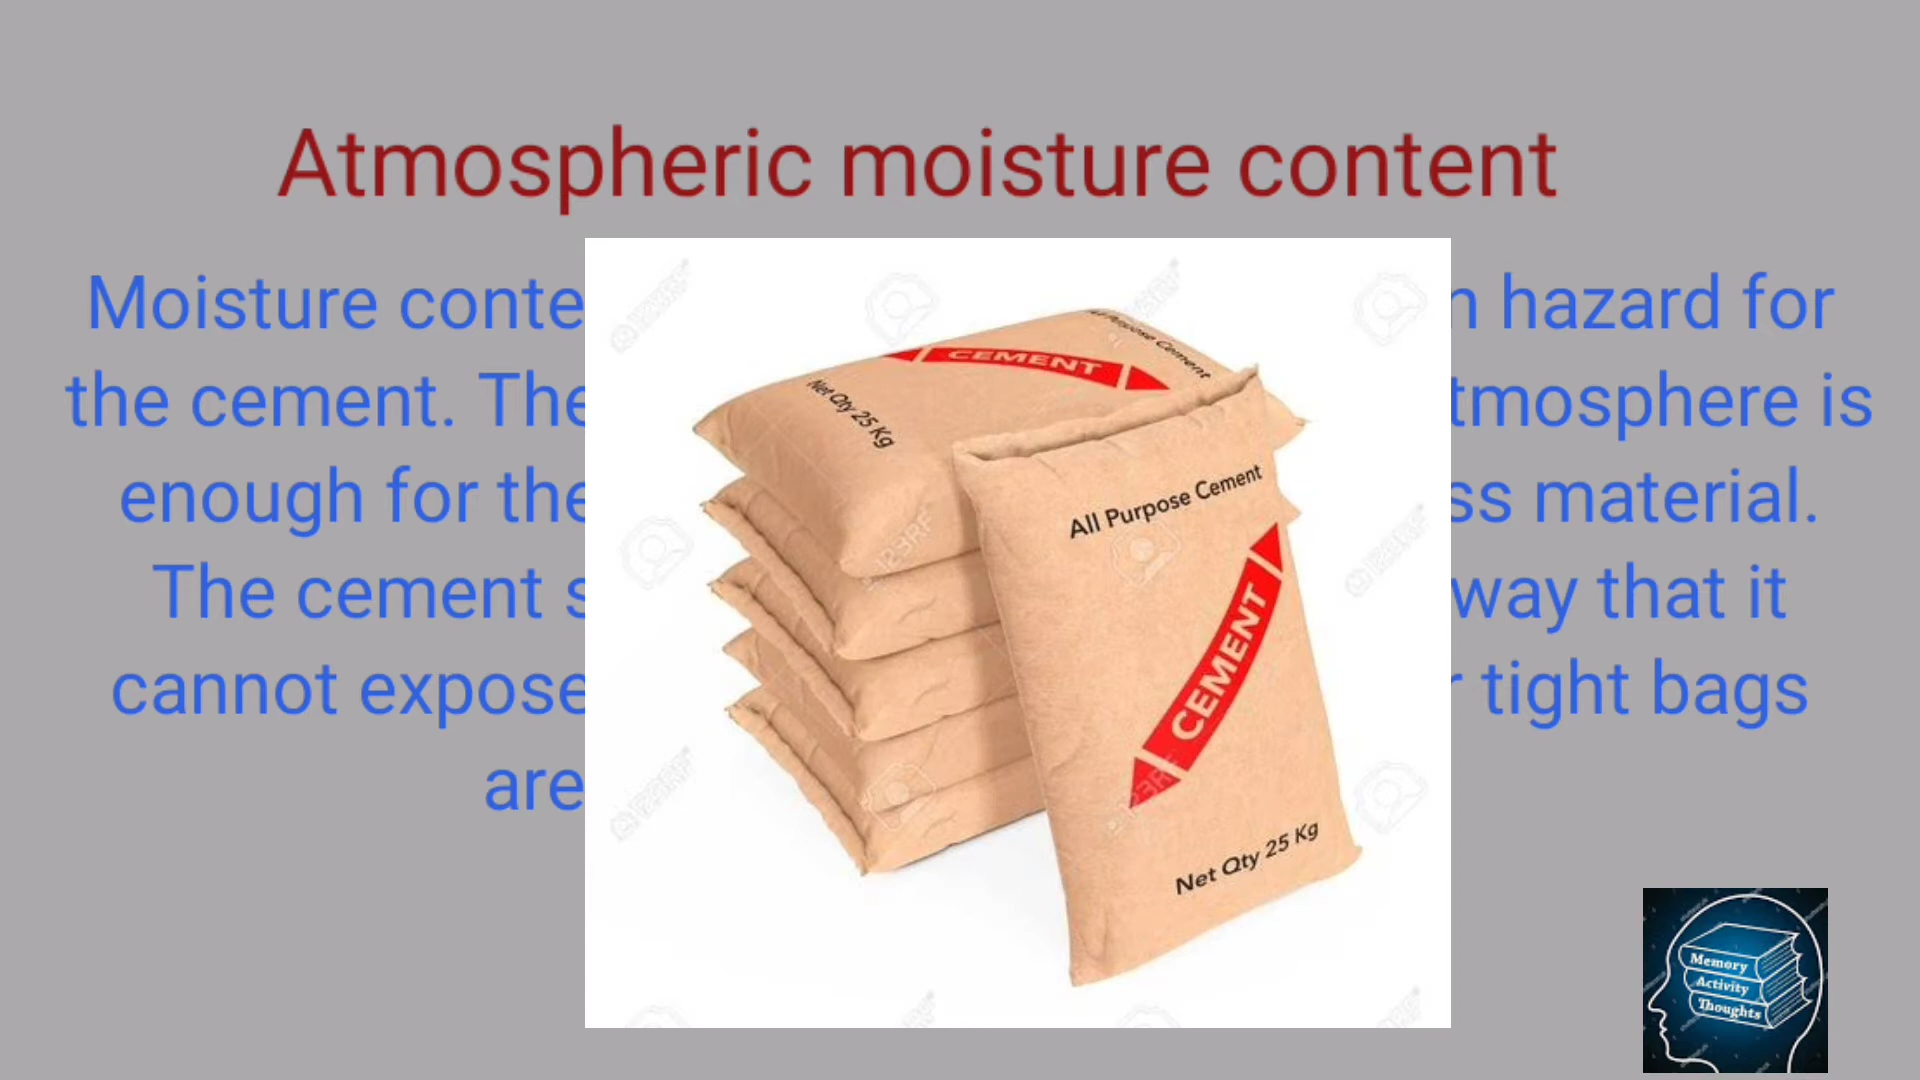 Atmospheric moisture content
Moisture conte hazard for
the cement. The tmosphere is
enough for the ss material.
The cement s way that it
cannot expose tight bags
are
All Purpose Cement
CEMENT
Net Qty 25 Kg
All Purpose Cement
CEMENT
Net Qty 25 Kg
Memory
Activity
Thoughts